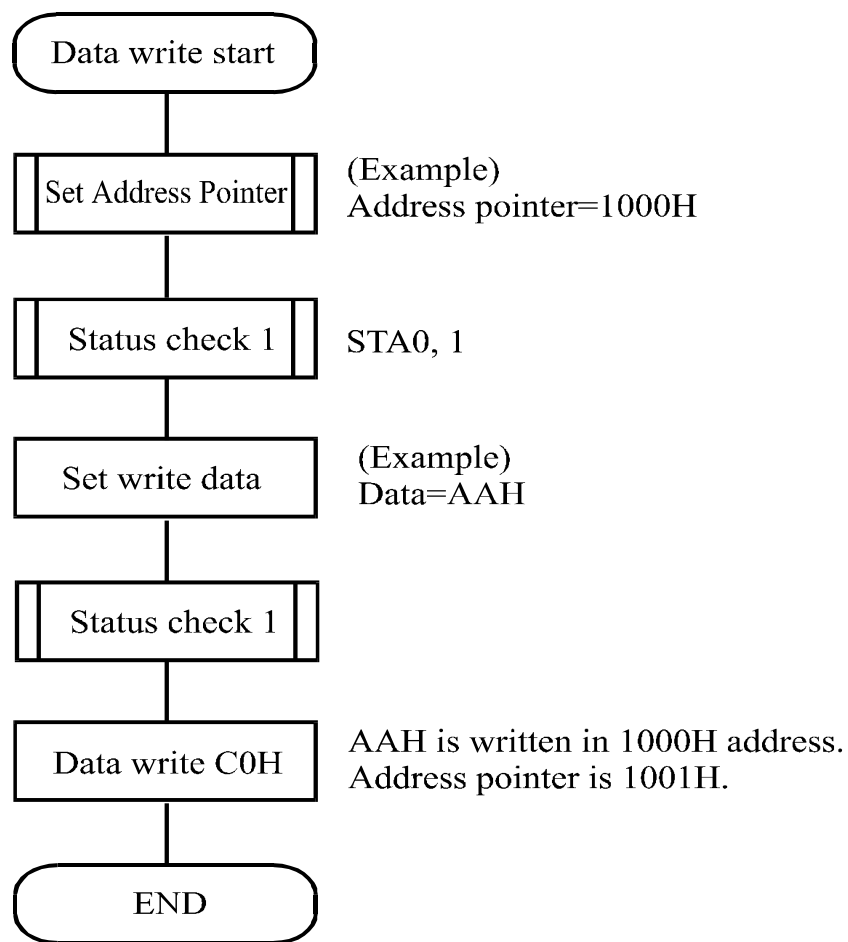 Data write start
Set Address Pointer
(Example)
Address pointer=1000H
Status check 1
STA0, 1
Set write data
(Example)
Data=AAH
Status check 1
Data write C0H
AAH is written in 1000H address.
Address pointer is 1001H.
END